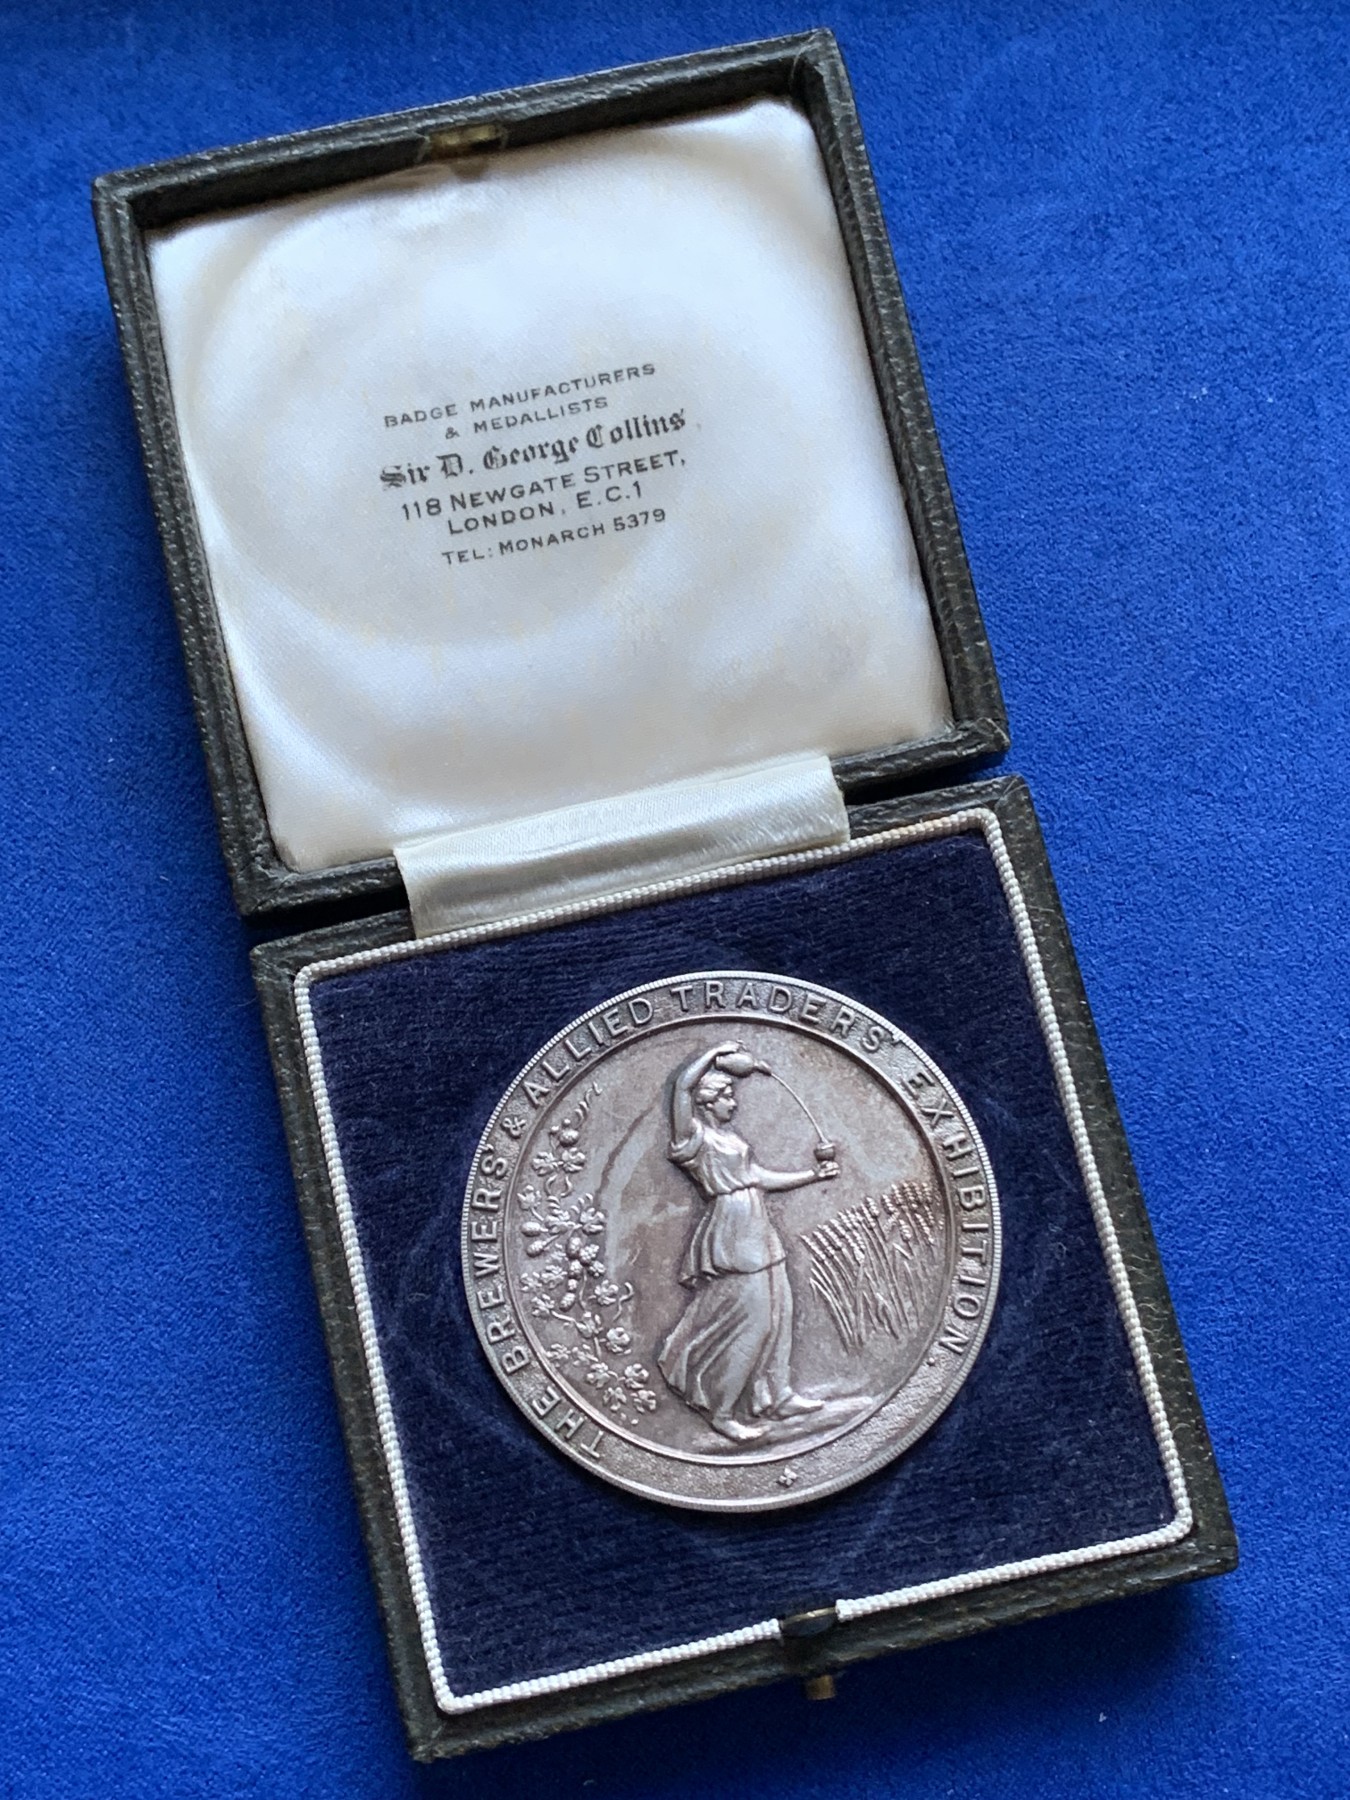 BADGE MANUFACTURERS
& MEDALLISTS
Sir D. George Collins
118 NEWGATE STREET,
LONDON, E.C.1
TEL: MONARCH 5379
THE BREWERS' & ALLIED TRADERS' EXHIBITION.